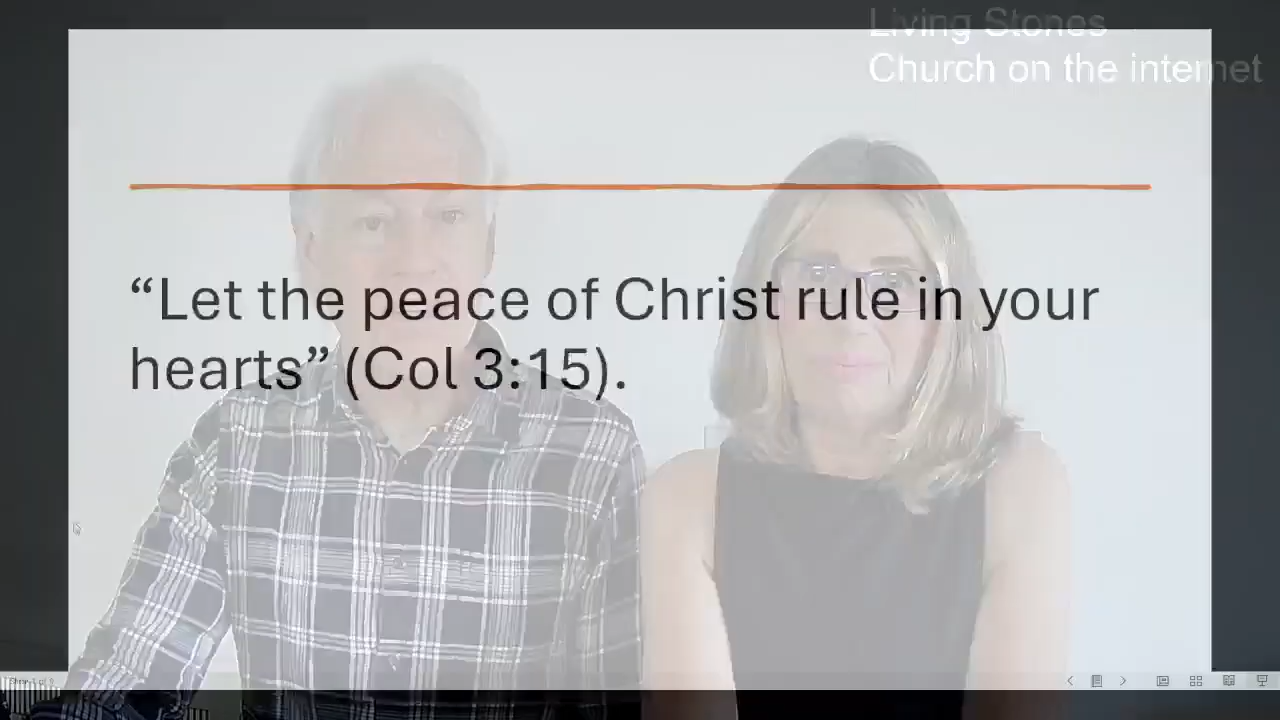 Living Stones
Church on the internet
“Let the peace of Christ rule in your
hearts” (Col 3:15).